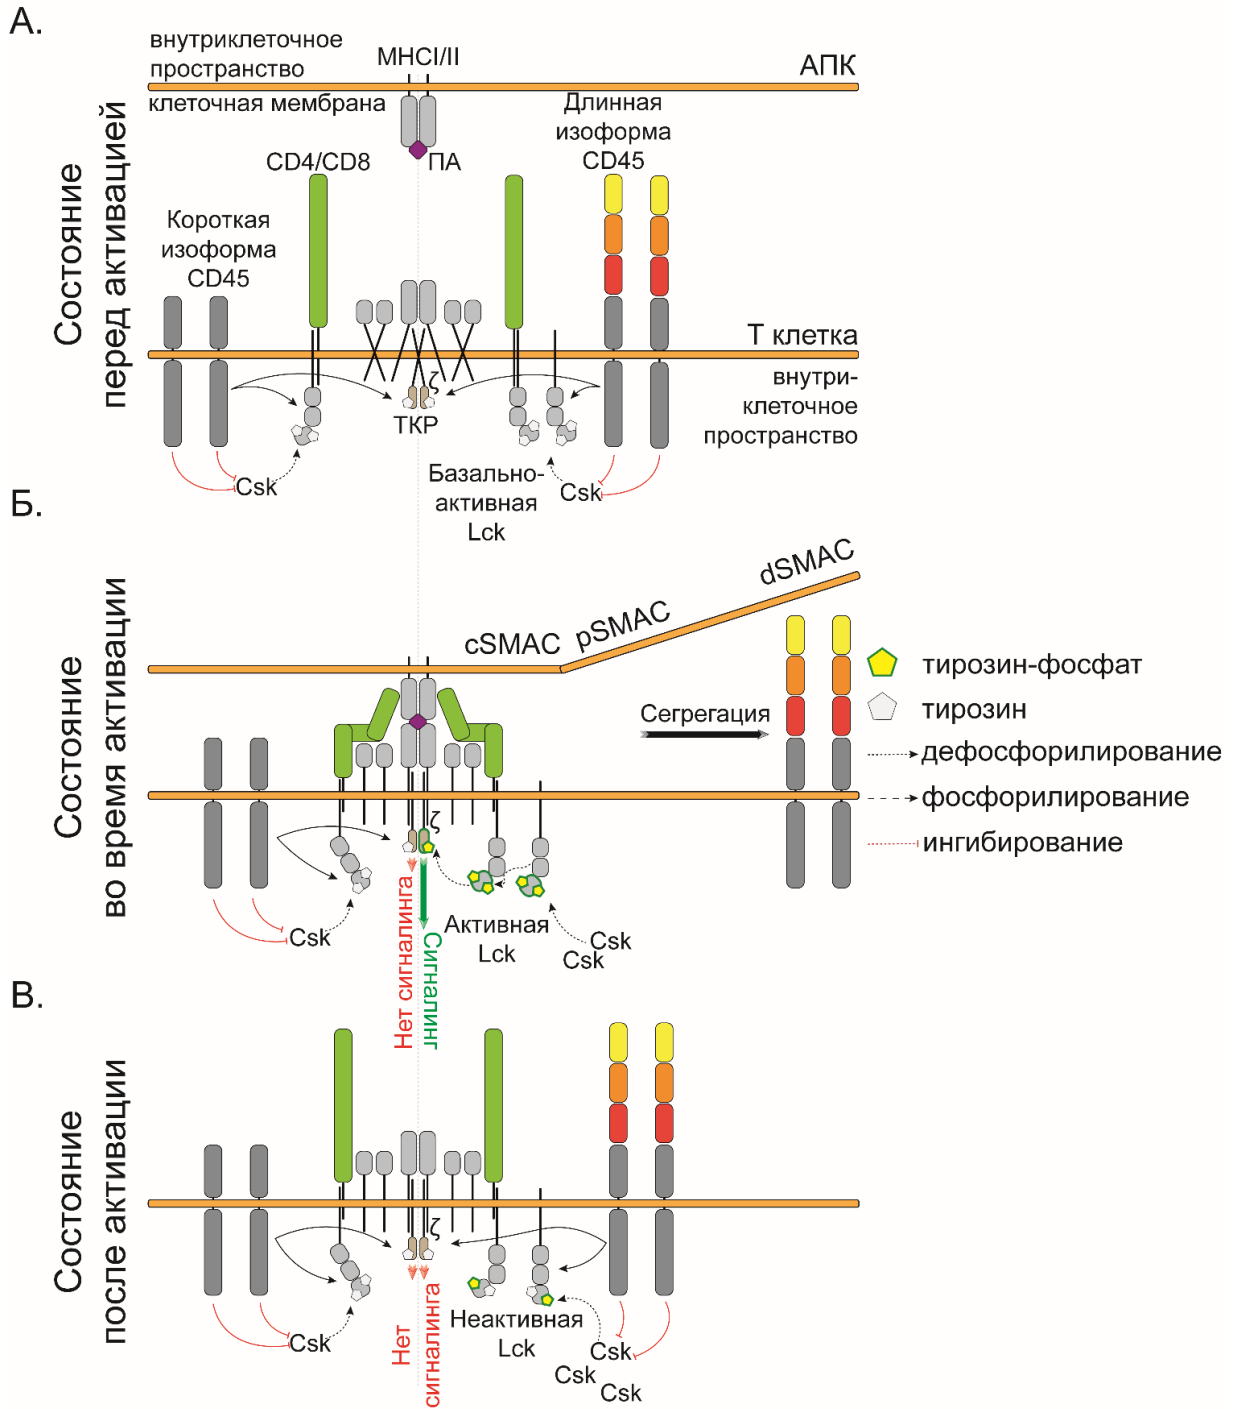 А.
Состояние
перед активацией
внутриклеточное
пространство
MHCI/II
АПК
клеточная мембрана
Длинная
изоформа
CD45
CD4/CD8
ПА
Короткая
изоформа
CD45
Т клетка
ζ
ТКР
внутри-
клеточное
пространство
Базально-
активная
Lck
Csk
Csk
Б.
Состояние
во время активации
cSMAC
pSMAC
dSMAC
Сегрегация
тирозин-фосфат
тирозин
дефосфорилирование
фосфорилирование
ингибирование
ζ
Нет сигналинга
Сигналинг
Активная
Lck
Csk
Csk
Csk
В.
Состояние
после активации
ζ
Нет
сигналинга
Неактивная
Lck
Csk
Csk
Csk
Csk